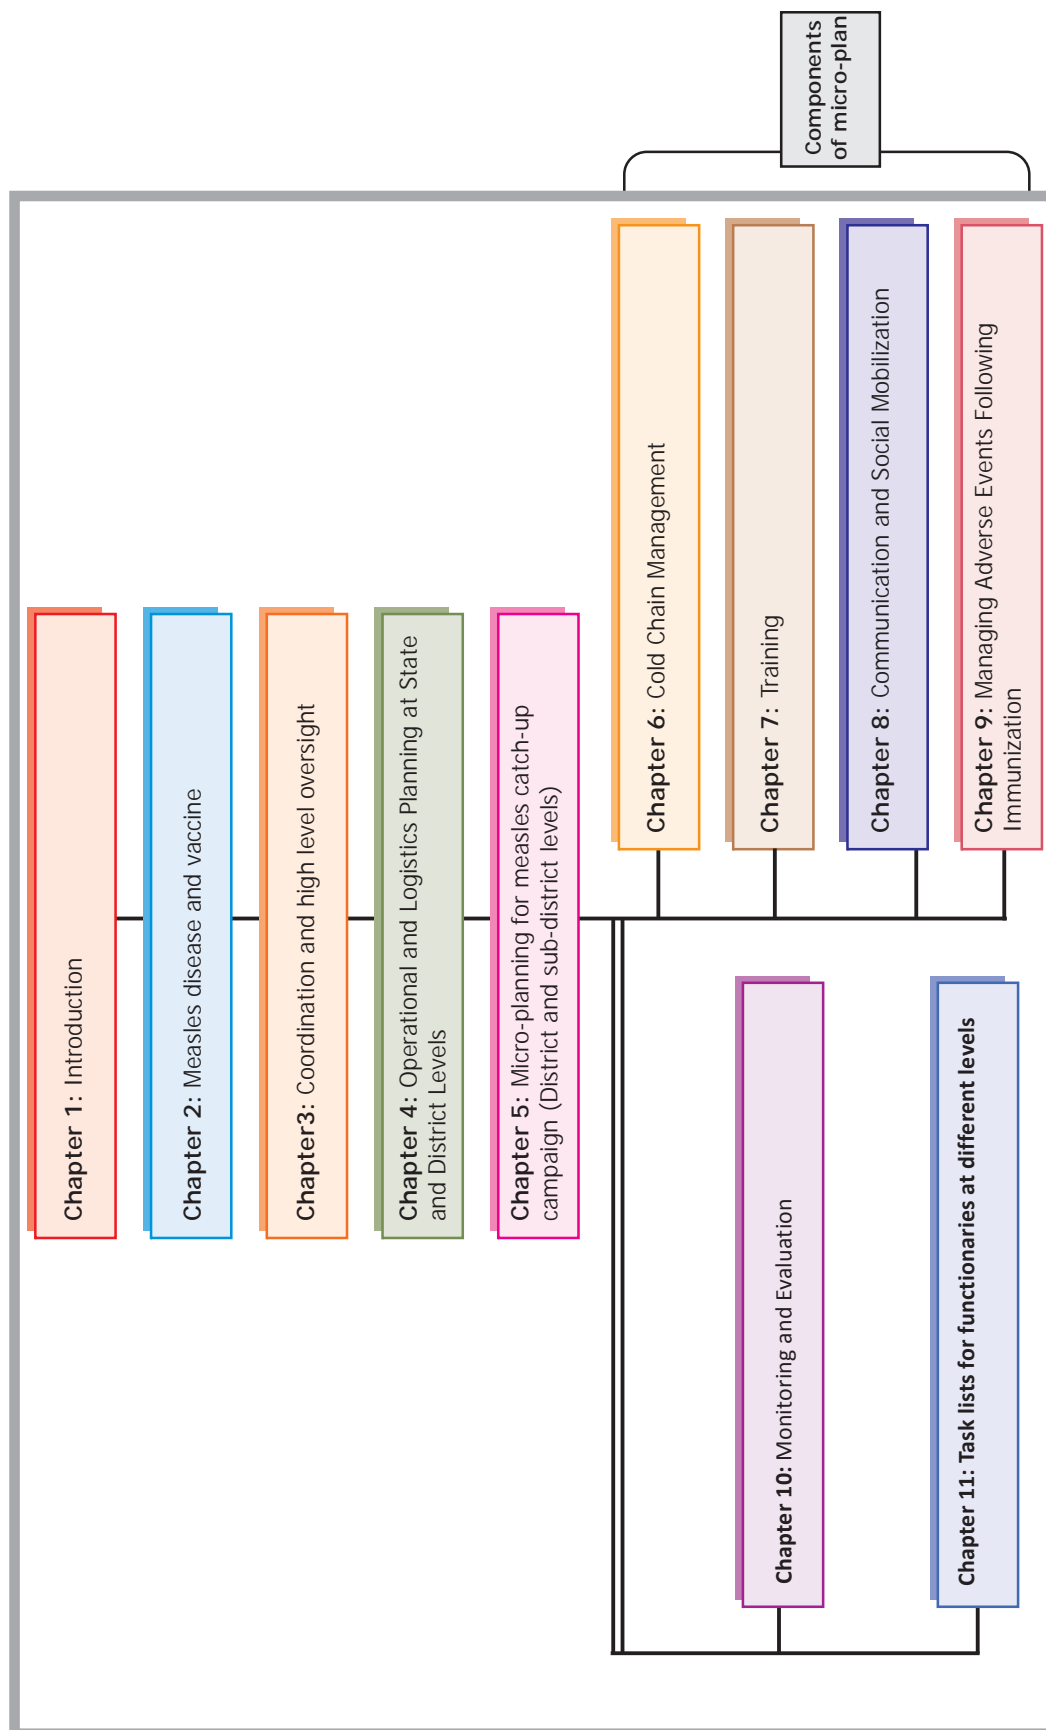 Chapter 1: Introduction
Chapter 2: Measles disease and vaccine
Chapter3: Coordination and high level oversight
Chapter 4: Operational and Logistics Planning at State
and District Levels
Chapter 5: Micro-planning for measles catch-up
campaign (District and sub-district levels)
Chapter 6: Cold Chain Management
Chapter 7: Training
Chapter 8: Communication and Social Mobilization
Chapter 9: Managing Adverse Events Following
Immunization
Chapter 10: Monitoring and Evaluation
Chapter 11: Task lists for functionaries at different levels
Components
of micro-plan